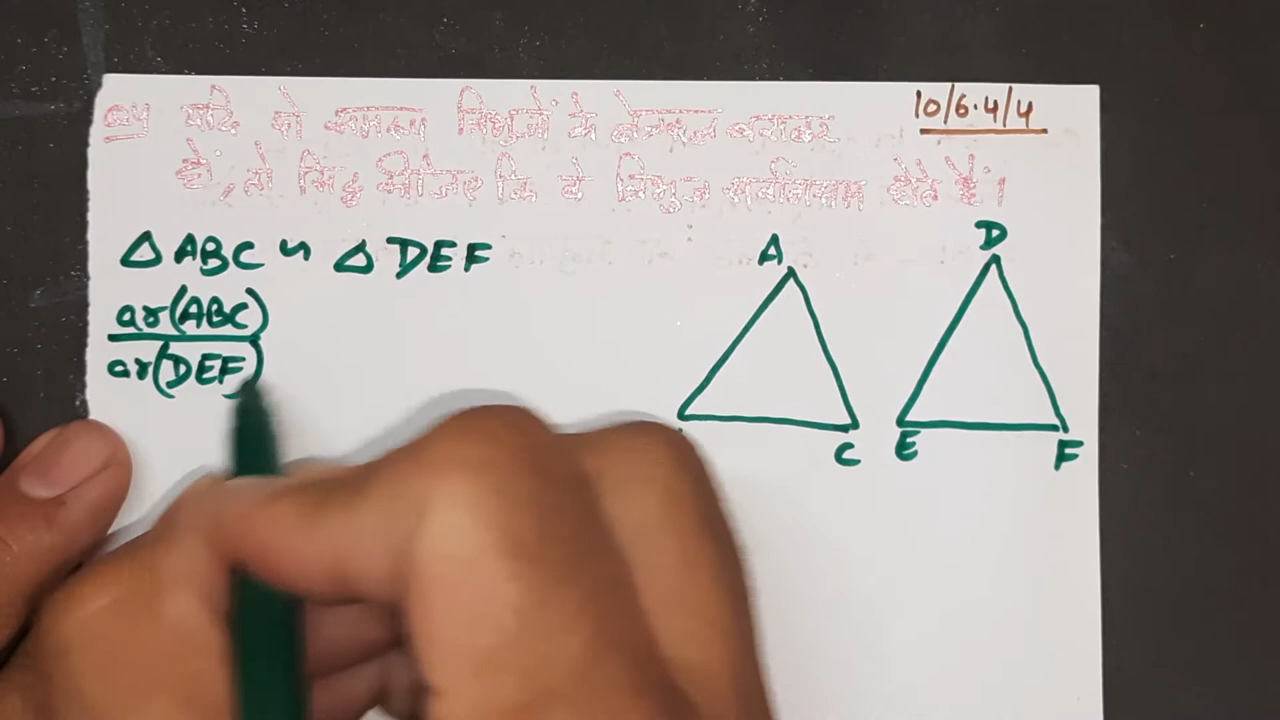 Q4 यदि दो समरूप त्रिभुजों के क्षेत्रफल बराबर
हों, तो सिद्ध कीजिए कि वे त्रिभुज सर्वांगसम होते हैं।
10/6.4/4
△ ABC ∽ △ DEF
ar(ABC)
ar(DEF)
A
C
D
E
F